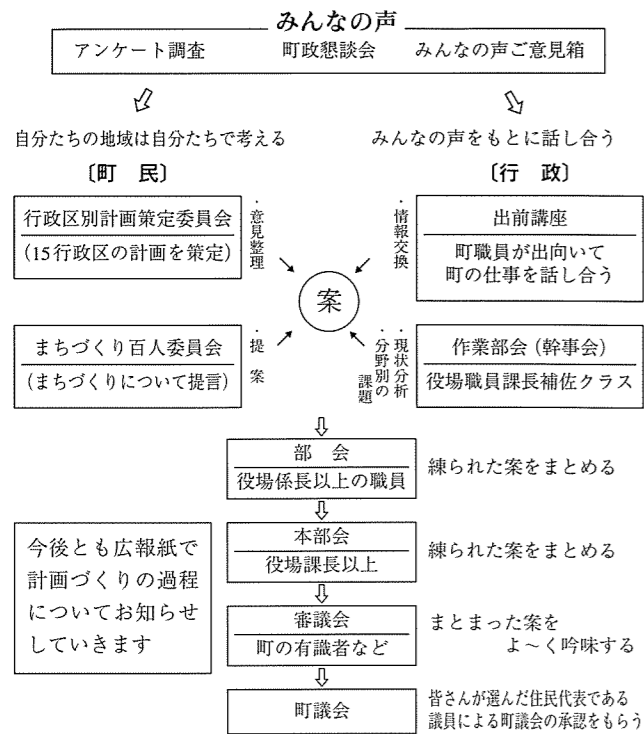 みんなの声
アンケート調査　町政懇談会　みんなの声ご意見箱
自分たちの地域は自分たちで考える
みんなの声をもとに話し合う
〔町　民〕
〔行　政〕
行政区別計画策定委員会
(15行政区の計画を策定)
・意見整理
・情報交換
出前講座
町職員が出向いて
町の仕事を話し合う
案
まちづくり百人委員会
(まちづくりについて提言)
・提　案
・現状分析
・分野別の
課題
作業部会(幹事会)
役場職員課長補佐クラス
部　会
役場係長以上の職員
練られた案をまとめる
本部会
役場課長以上
練られた案をまとめる
今後とも広報紙で
計画づくりの過程
についてお知らせ
していきます
審議会
町の有識者など
まとまった案を
よ〜く吟味する
町議会
皆さんが選んだ住民代表である
議員による町議会の承認をもらう